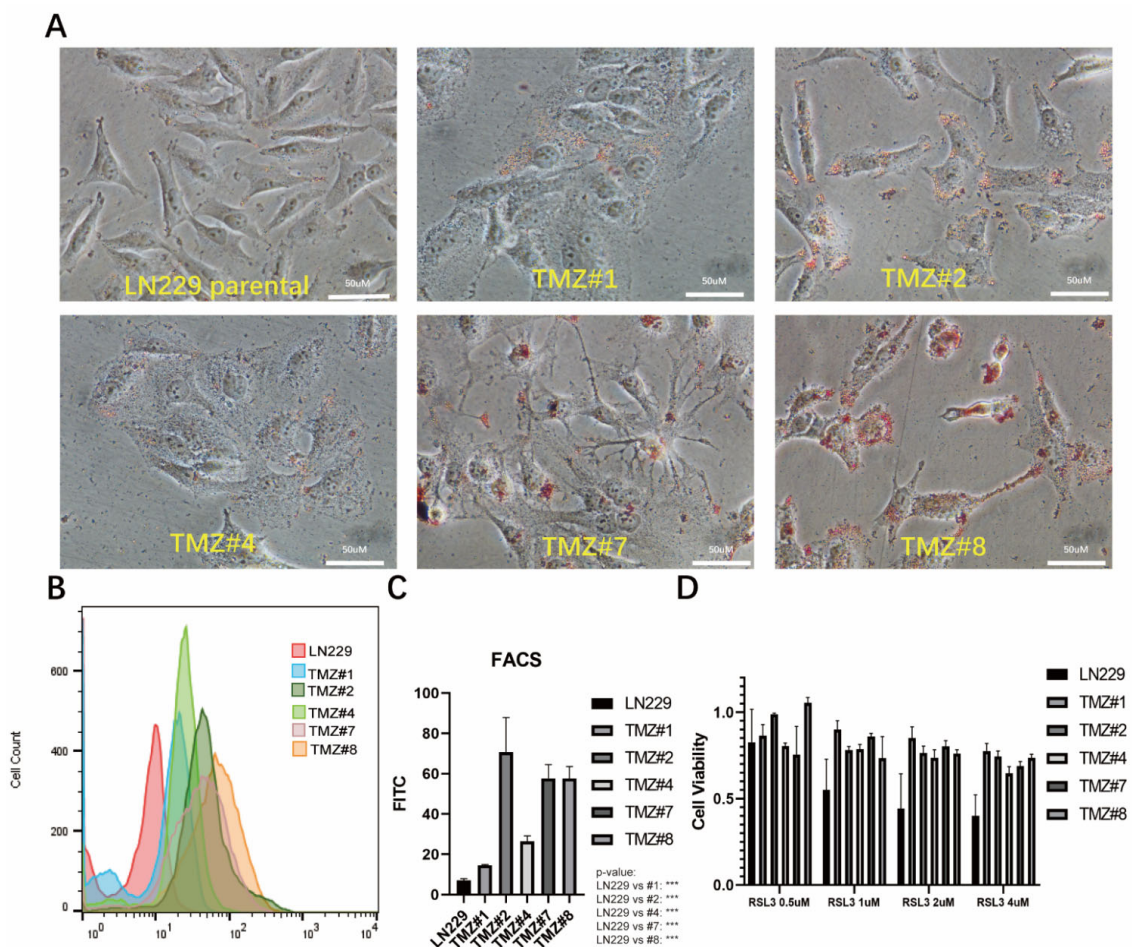 A
LN229 parental
50uM
TMZ#1
50uM
TMZ#2
50uM
TMZ#4
50uM
TMZ#7
50uM
TMZ#8
50uM
B
Cell Count
600
400
200
0
10^0
10^1
10^2
10^3
10^4
LN229
TMZ#1
TMZ#2
TMZ#4
TMZ#7
TMZ#8
C
FACS
FITC
100
80
60
40
20
0
LN229
TMZ#1
TMZ#2
TMZ#4
TMZ#7
TMZ#8
LN229
TMZ#1
TMZ#2
TMZ#4
TMZ#7
TMZ#8
p-value:
LN229 vs #1: ***
LN229 vs #2: ***
LN229 vs #4: ***
LN229 vs #7: ***
LN229 vs #8: ***
D
Cell Viability
1.0
0.5
0.0
RSL3 0.5uM
RSL3 1uM
RSL3 2uM
RSL3 4uM
LN229
TMZ#1
TMZ#2
TMZ#4
TMZ#7
TMZ#8